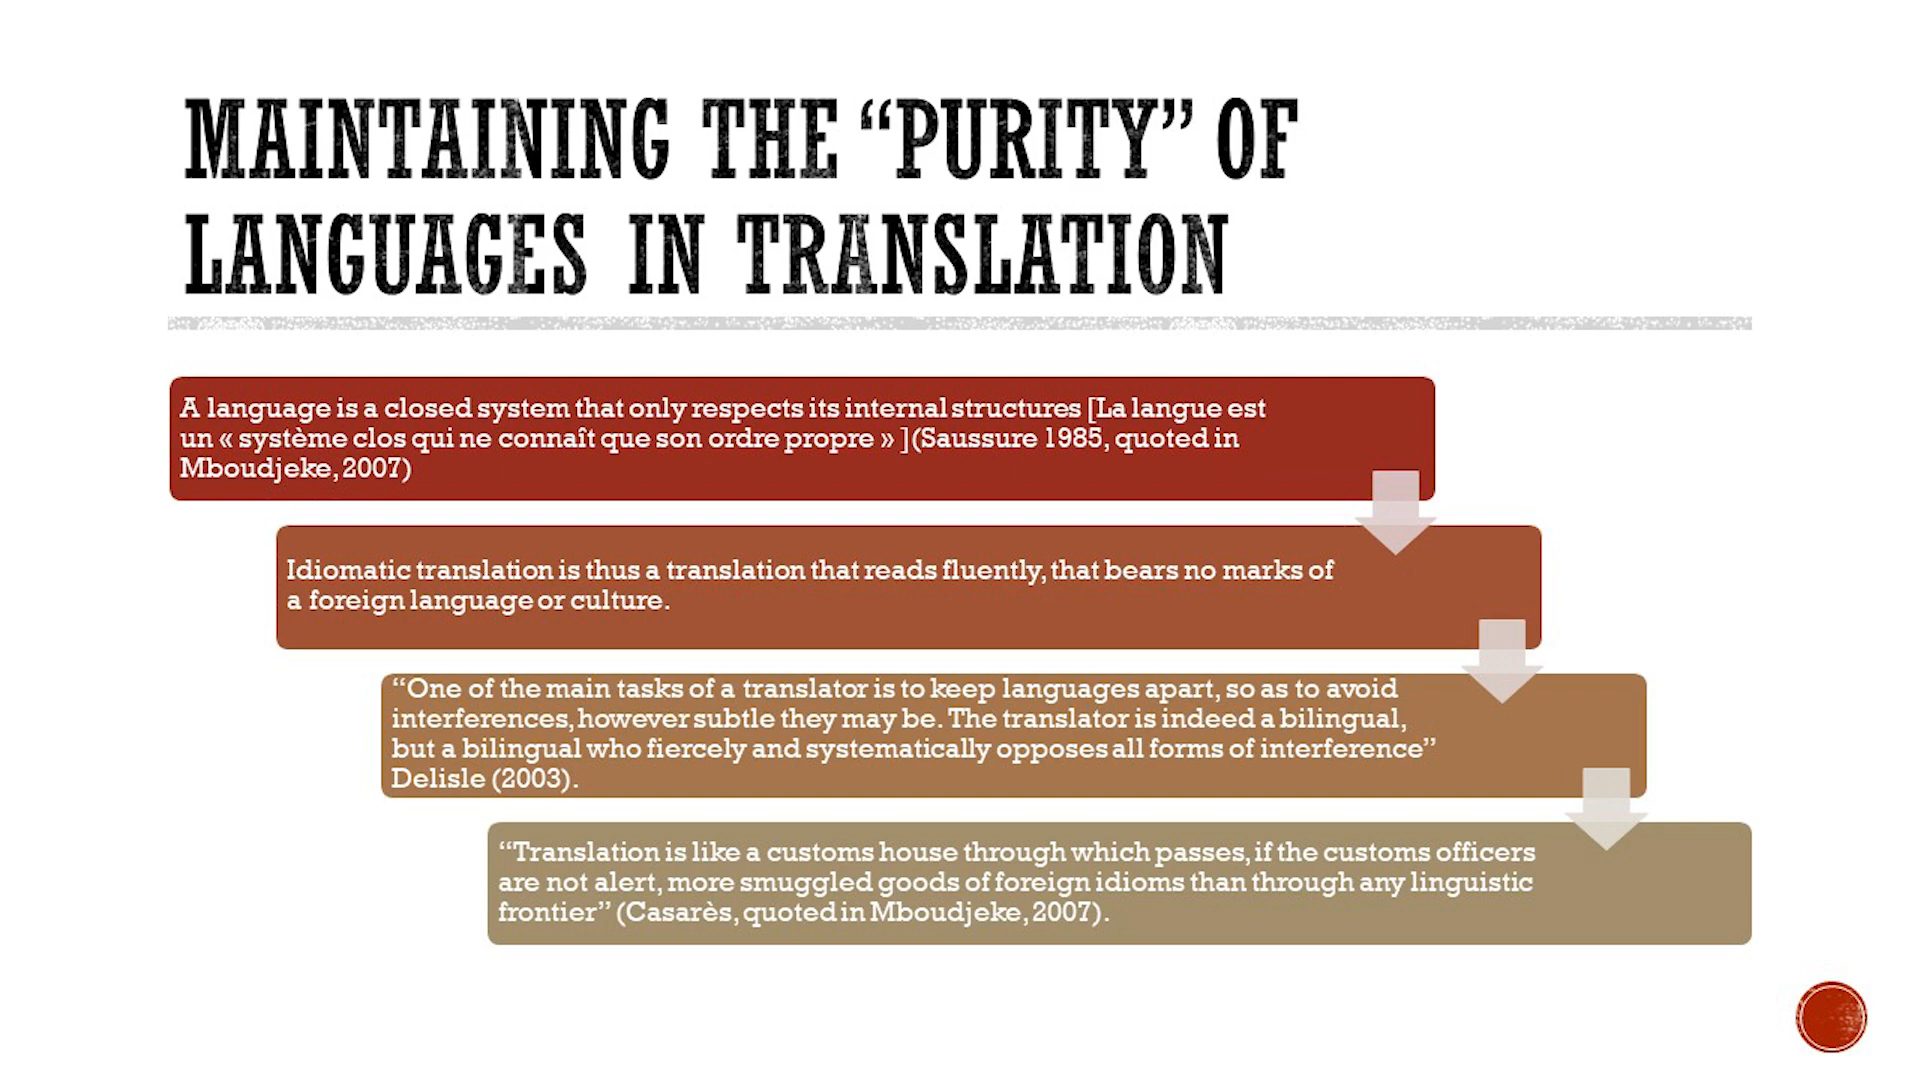 MAINTAINING THE “PURITY” OF
LANGUAGES IN TRANSLATION
A language is a closed system that only respects its internal structures [La langue est
un « système clos qui ne connaît que son ordre propre » ](Saussure 1985, quoted in
Mboudjeke, 2007)
Idiomatic translation is thus a translation that reads fluently, that bears no marks of
a foreign language or culture.
“One of the main tasks of a translator is to keep languages apart, so as to avoid
interferences, however subtle they may be. The translator is indeed a bilingual,
but a bilingual who fiercely and systematically opposes all forms of interference”
Delisle (2003).
“Translation is like a customs house through which passes, if the customs officers
are not alert, more smuggled goods of foreign idioms than through any linguistic
frontier” (Casarès, quoted in Mboudjeke, 2007).